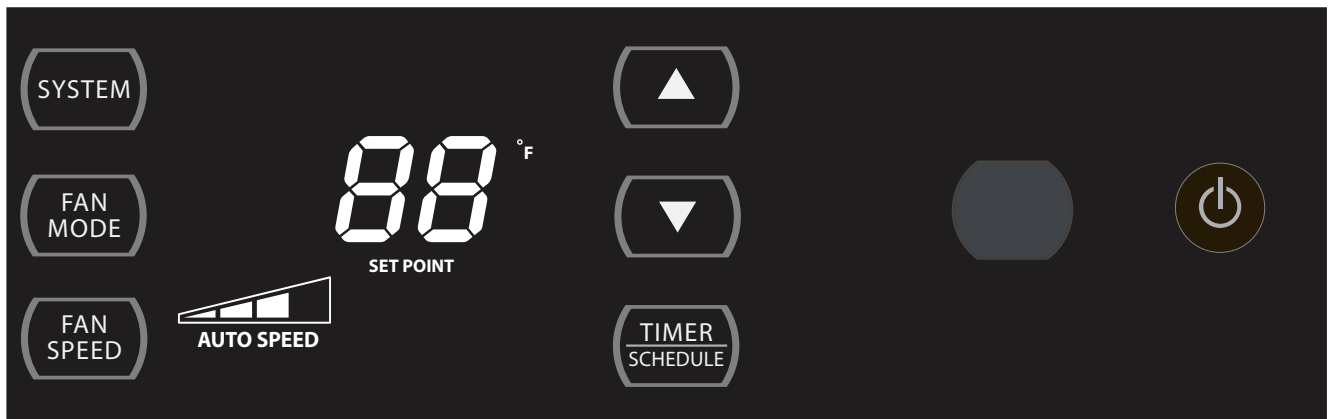 SYSTEM
FAN
MODE
FAN
SPEED
88 °F
SET POINT
AUTO SPEED
TIMER
SCHEDULE